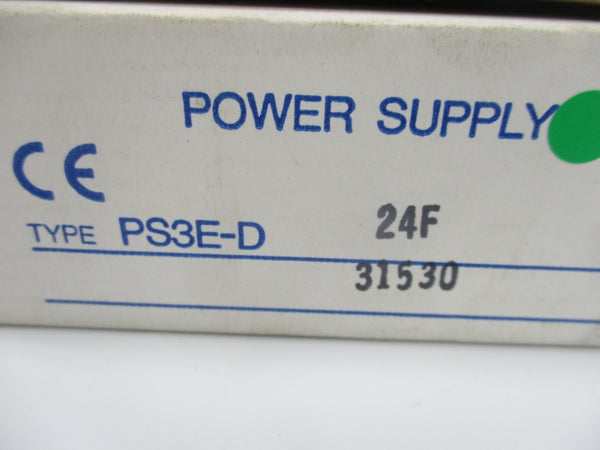 POWER SUPPLY
CE
TYPE PS3E-D 24F
31530